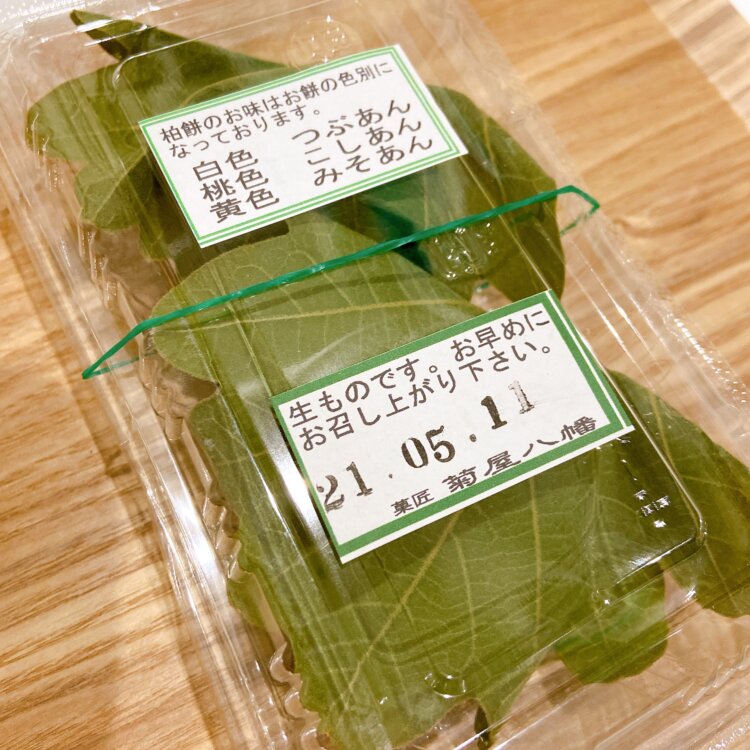 柏餅のお味はお餅の色別に
なっております。
白色 つぶあん
桃色 こしあん
黄色 みそあん
生ものです。お早めに
お召し上がり下さい。
21.05.11
菓匠 菊屋八幡